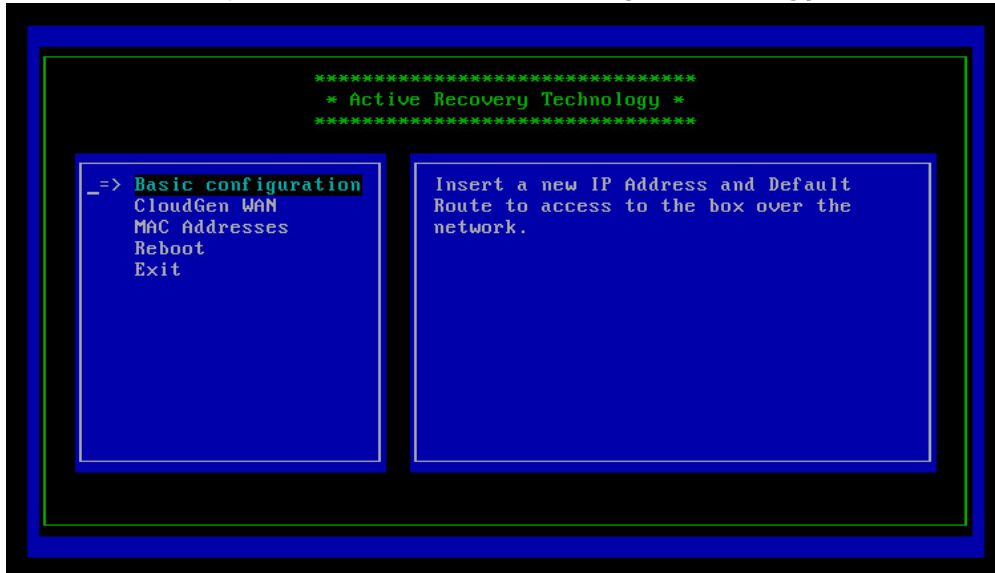 ********************************
* Active Recovery Technology *
********************************
_=> Basic configuration
CloudGen WAN
MAC Addresses
Reboot
Exit
Insert a new IP Address and Default
Route to access to the box over the
network.